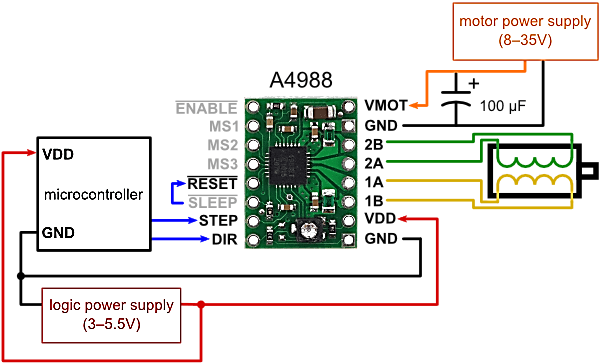 motor power supply
(8–35V)
A4988
+
100 µF
ENABLE
VMOT
MS1
GND
MS2
2B
MS3
2A
RESET
1A
SLEEP
1B
STEP
VDD
DIR
GND
VDD
microcontroller
GND
logic power supply
(3–5.5V)